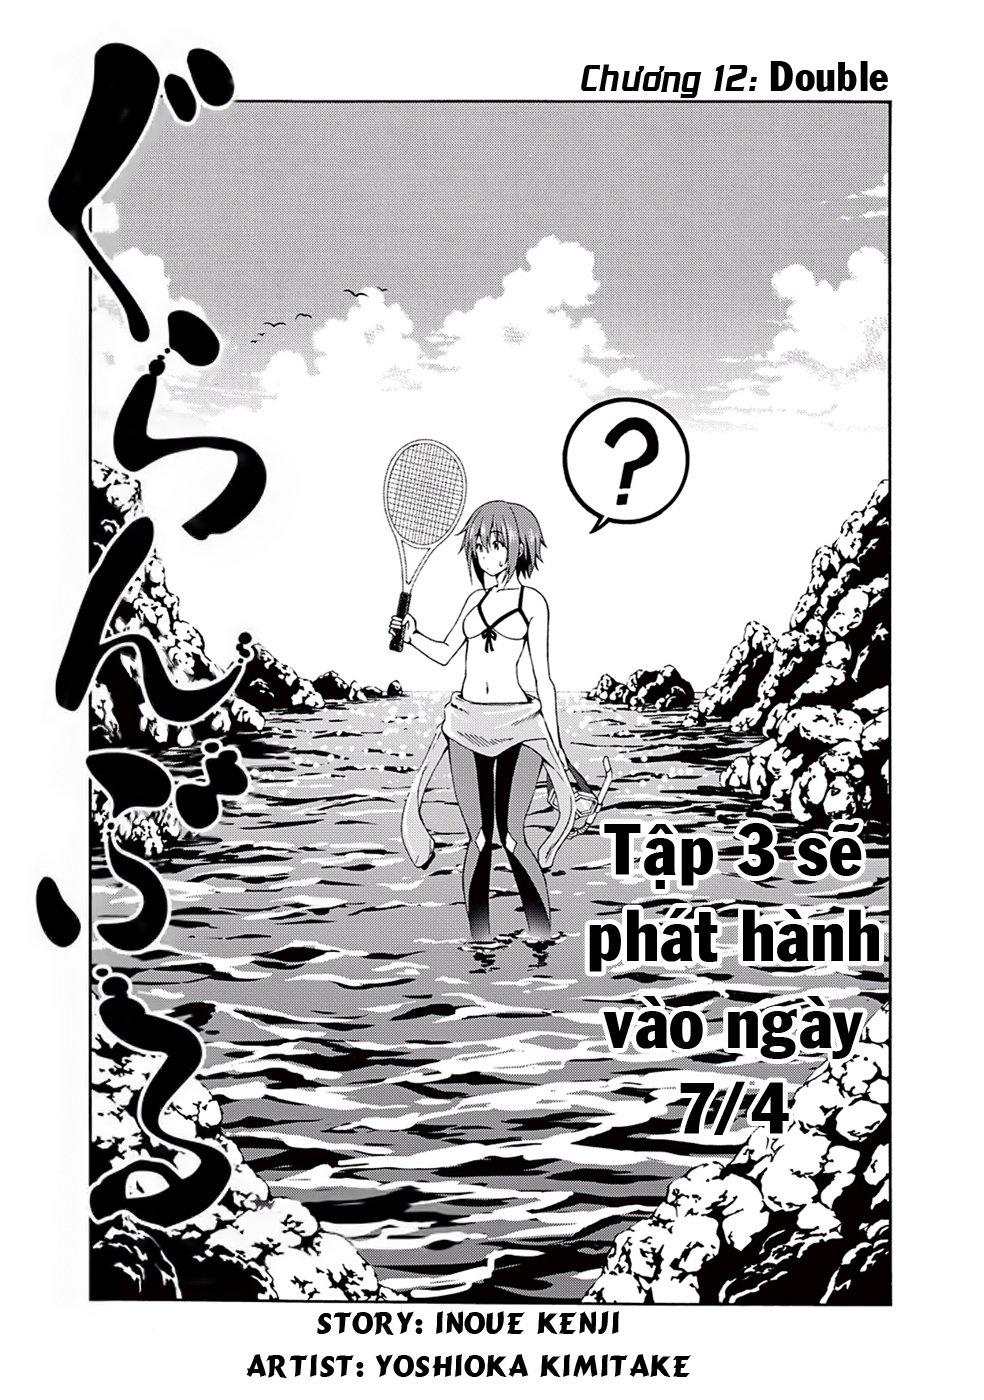 Chương 12: Double
ぐらんぶる
?
Tập 3 sẽ
phát hành
vào ngày
7/4
STORY: INOUE KENJI
ARTIST: YOSHIOKA KIMITAKE